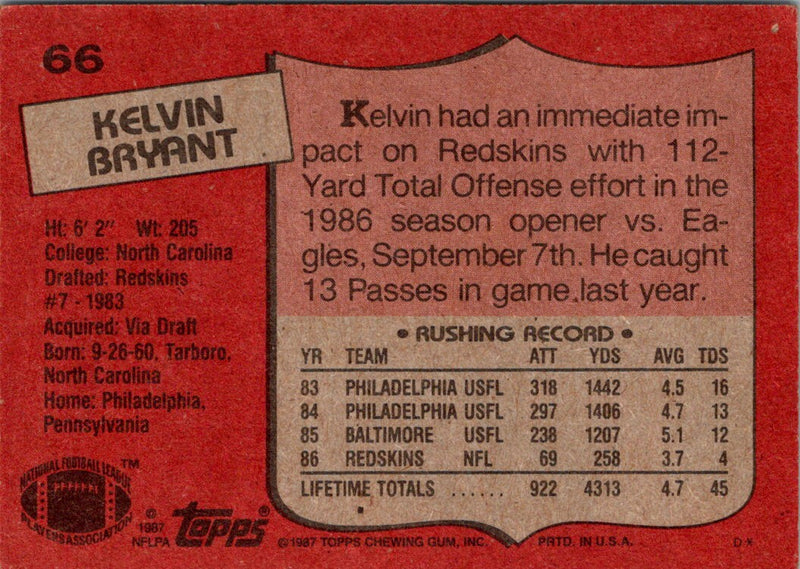 66
KELVIN
BRYANT
Ht: 6' 2" Wt: 205
College: North Carolina
Drafted: Redskins
#7 - 1983
Acquired: Via Draft
Born: 9-26-60, Tarboro,
North Carolina
Home: Philadelphia,
Pennsylvania
Kelvin had an immediate im-
pact on Redskins with 112-
Yard Total Offense effort in the
1986 season opener vs. Ea-
gles, September 7th. He caught
13 Passes in game last year.
• RUSHING RECORD •
YR TEAM ATT YDS AVG TDS
83 PHILADELPHIA USFL 318 1442 4.5 16
84 PHILADELPHIA USFL 297 1406 4.7 13
85 BALTIMORE USFL 238 1207 5.1 12
86 REDSKINS NFL 69 258 3.7 4
LIFETIME TOTALS ...... 922 4313 4.7 45
NATIONAL FOOTBALL LEAGUE
PLAYERS ASSOCIATION
TM
© 1987
NFLPA
topps®
©1987 TOPPS CHEWING GUM, INC. PRTD. IN U.S.A. D*